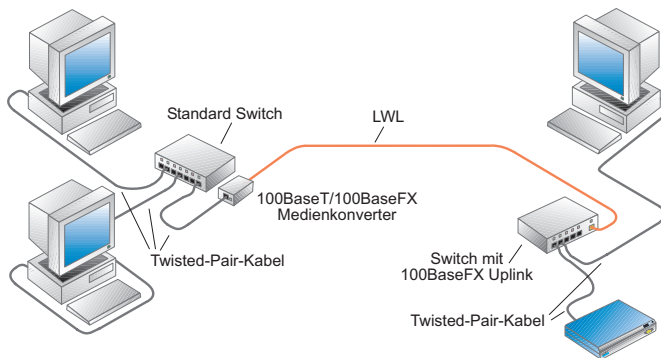 Standard Switch
LWL
100BaseT/100BaseFX
Medienkonverter
Twisted-Pair-Kabel
Switch mit
100BaseFX Uplink
Twisted-Pair-Kabel